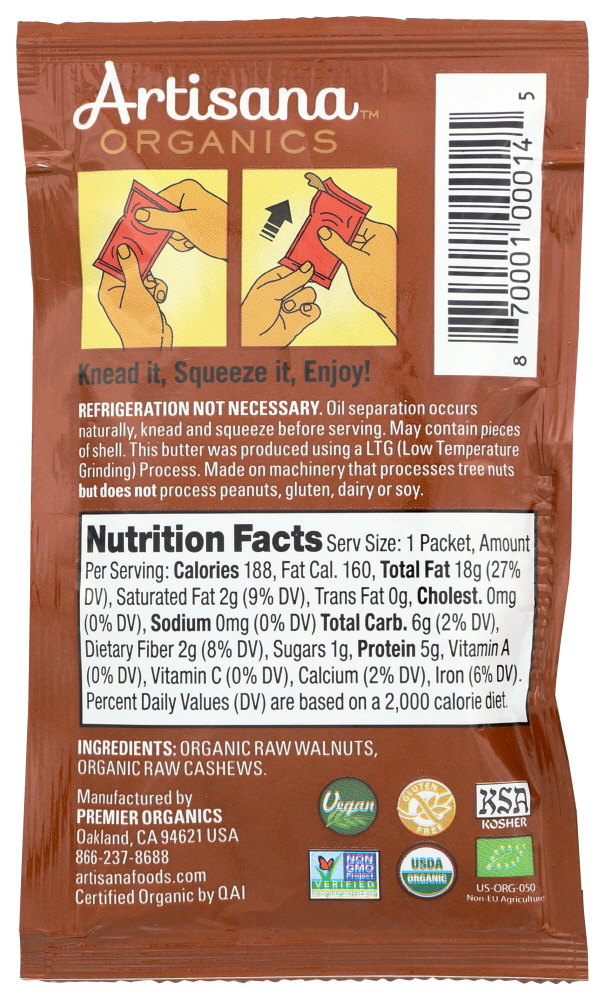 Artisana™
ORGANICS
8 70001 00014 5
Knead it, Squeeze it, Enjoy!
REFRIGERATION NOT NECESSARY. Oil separation occurs
naturally, knead and squeeze before serving. May contain pieces
of shell. This butter was produced using a LTG (Low Temperature
Grinding) Process. Made on machinery that processes tree nuts
but does not process peanuts, gluten, dairy or soy.
Nutrition Facts Serv Size: 1 Packet, Amount
Per Serving: Calories 188, Fat Cal. 160, Total Fat 18g (27%
DV), Saturated Fat 2g (9% DV), Trans Fat 0g, Cholest. 0mg
(0% DV), Sodium 0mg (0% DV) Total Carb. 6g (2% DV),
Dietary Fiber 2g (8% DV), Sugars 1g, Protein 5g, Vitamin A
(0% DV), Vitamin C (0% DV), Calcium (2% DV), Iron (6% DV).
Percent Daily Values (DV) are based on a 2,000 calorie diet.
INGREDIENTS: ORGANIC RAW WALNUTS,
ORGANIC RAW CASHEWS.
Manufactured by
PREMIER ORGANICS
Oakland, CA 94621 USA
866-237-8688
artisanafoods.com
Certified Organic by QAI
Vegan
GLUTEN
FREE
KSA
KOSHER
NON
GMO
Project
VERIFIED
nongmoproject.org
USDA
ORGANIC
US-ORG-050
Non-EU Agriculture